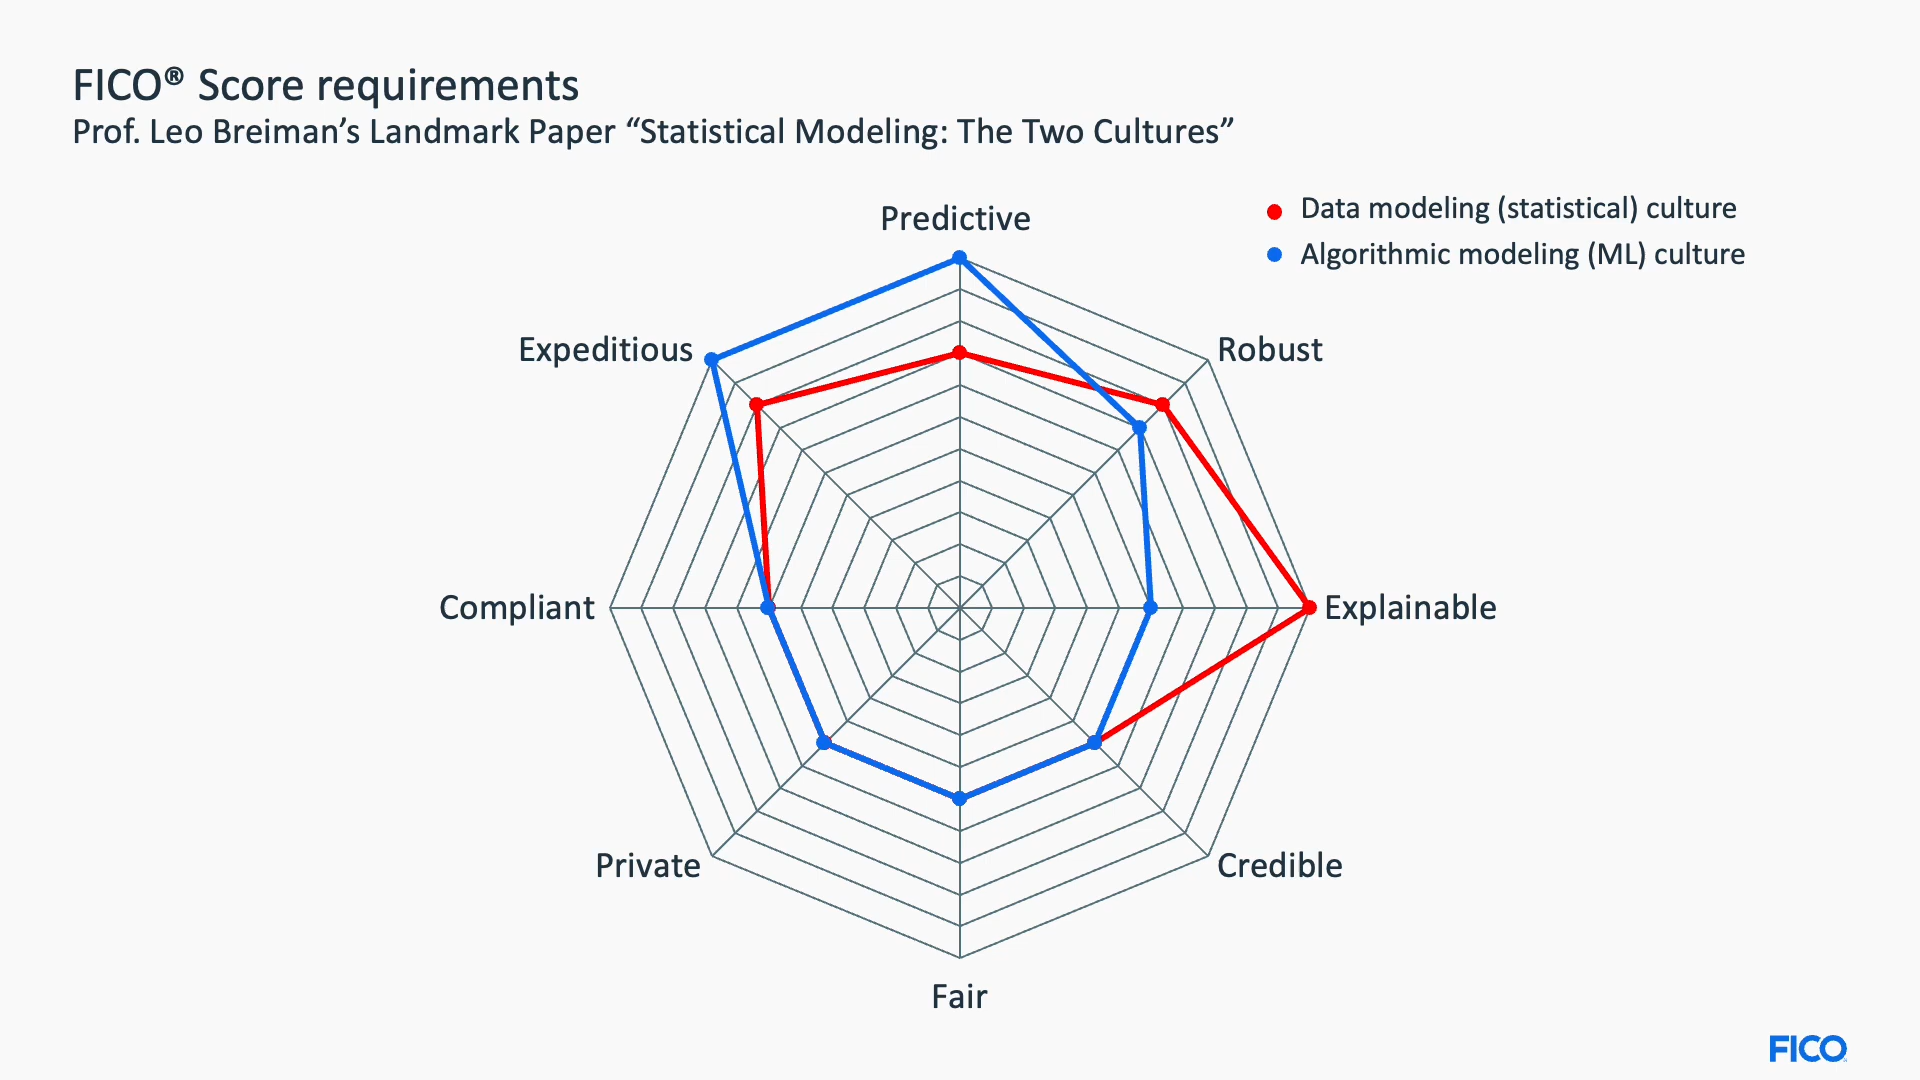 FICO® Score requirements
Prof. Leo Breiman’s Landmark Paper “Statistical Modeling: The Two Cultures”
Data modeling (statistical) culture
Algorithmic modeling (ML) culture
Predictive
Expeditious
Robust
Compliant
Explainable
Private
Credible
Fair
FICO